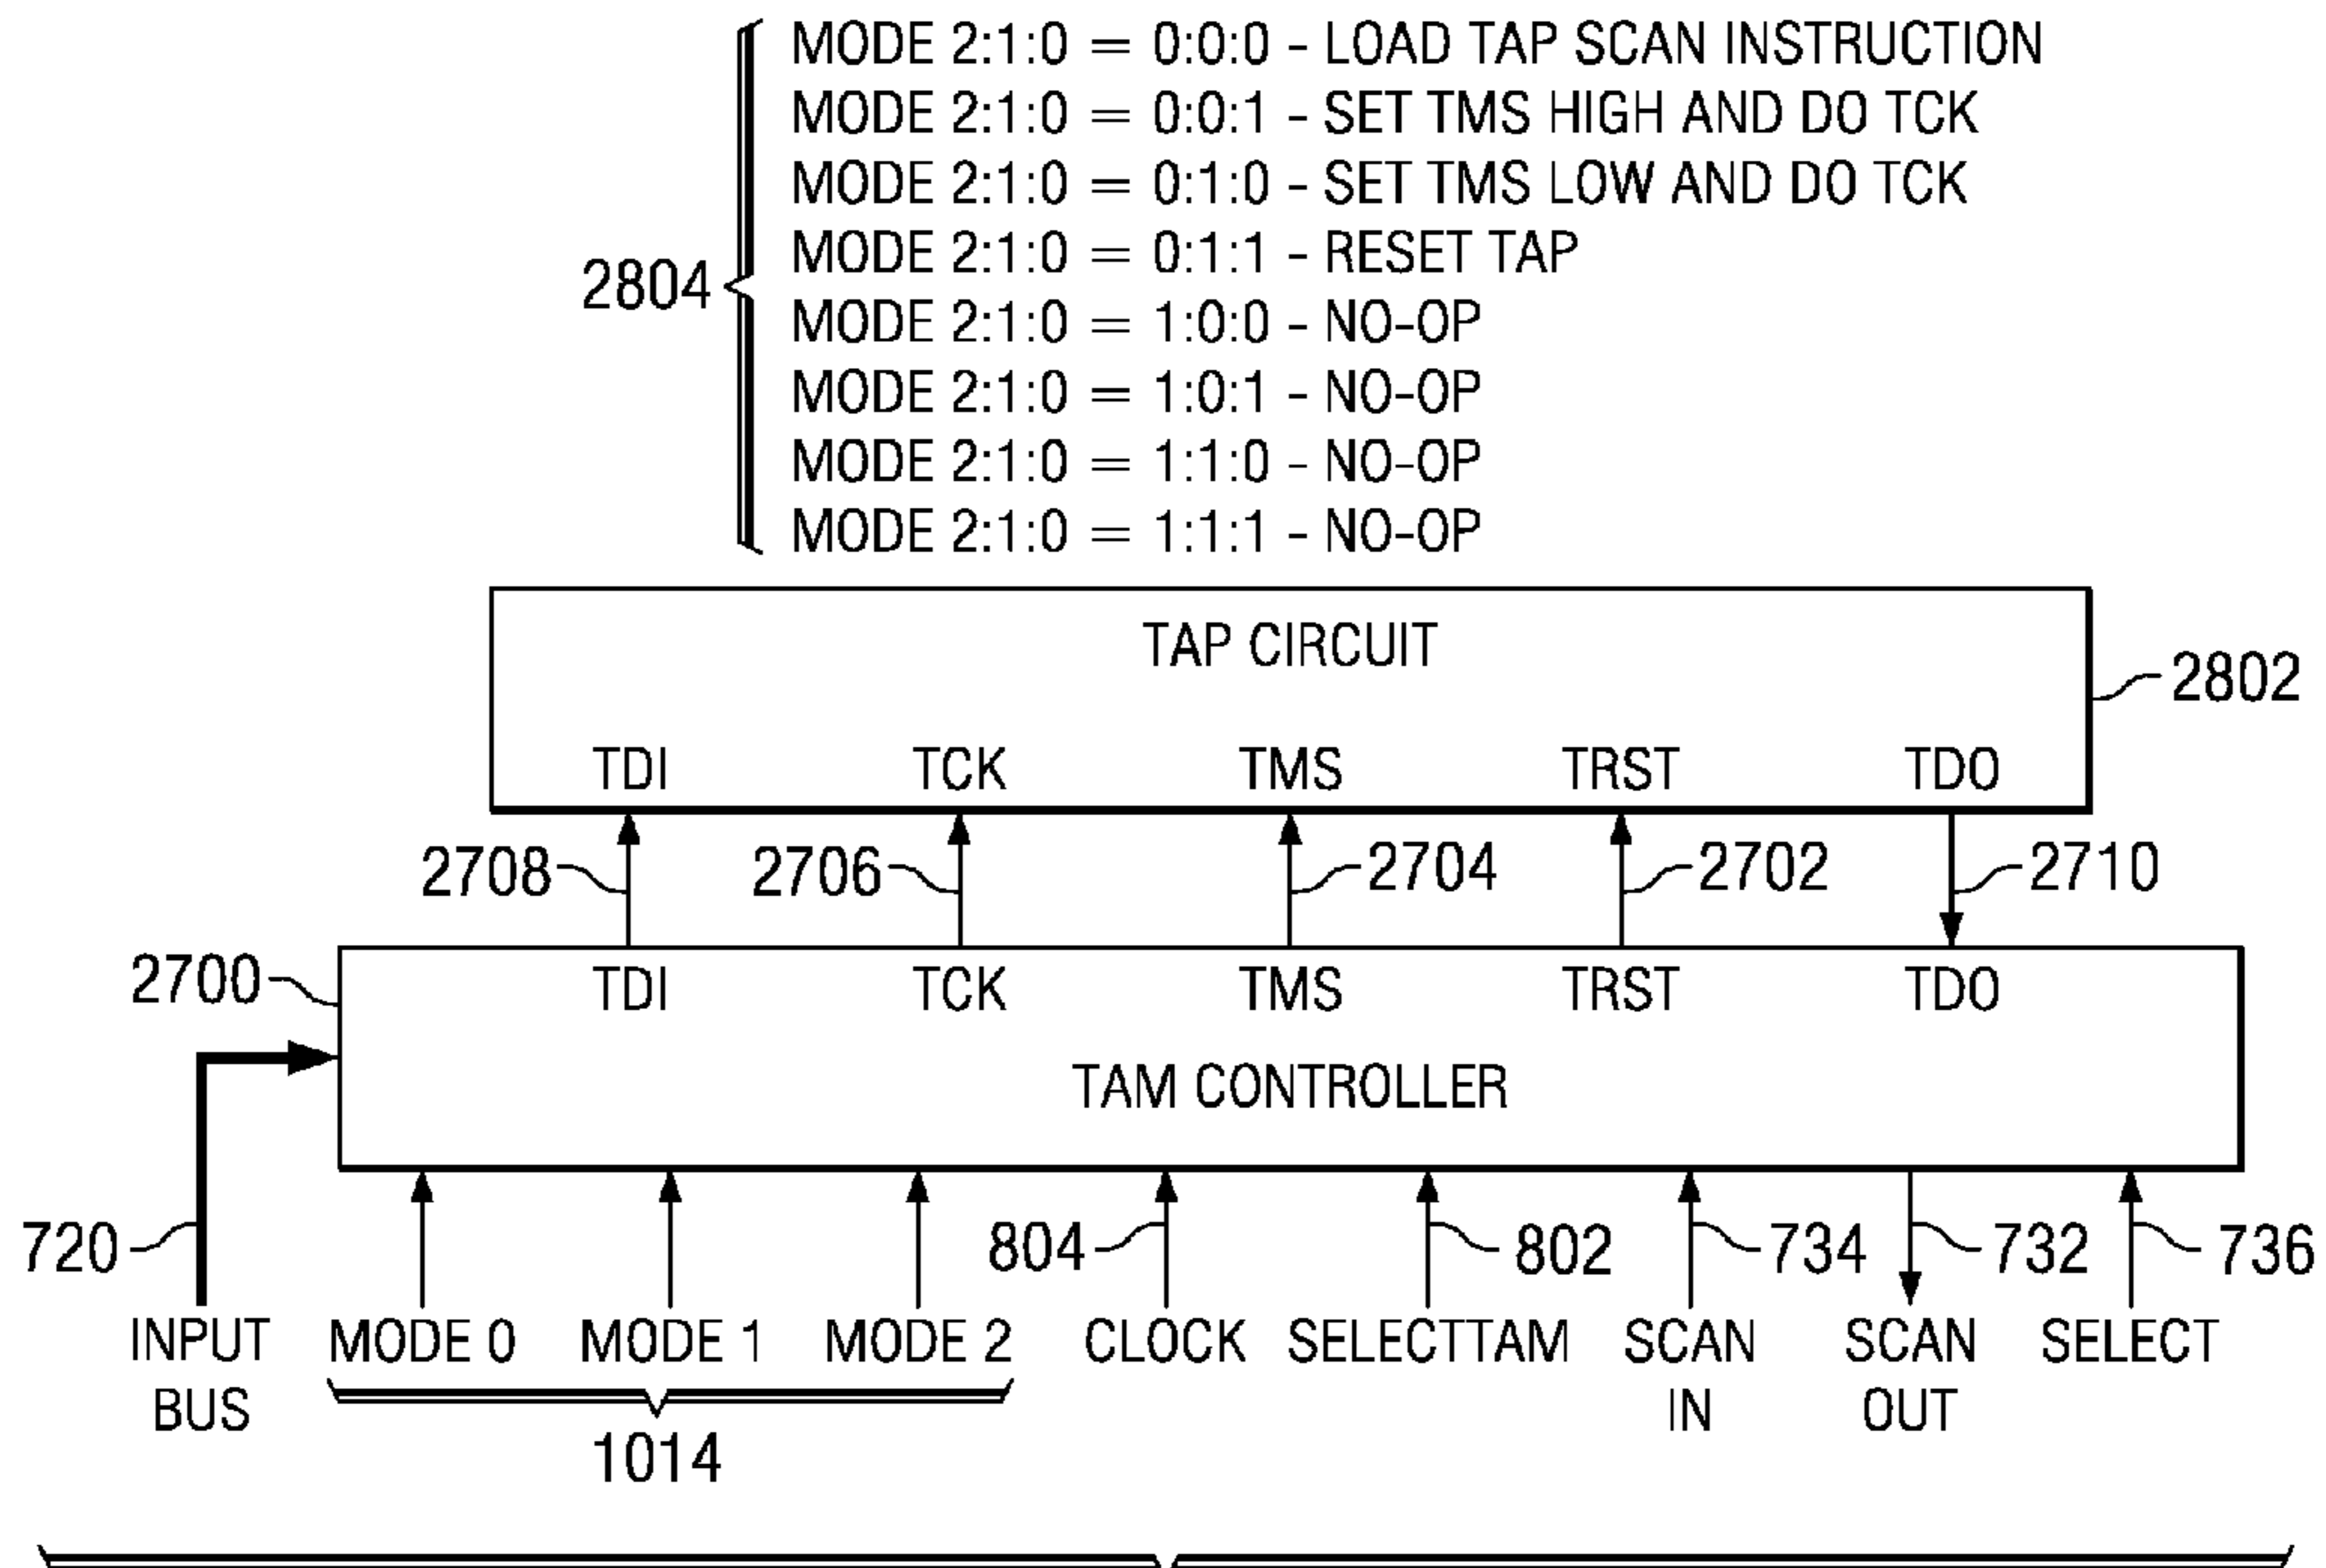 MODE 2:1:0 = 0:0:0 - LOAD TAP SCAN INSTRUCTION
MODE 2:1:0 = 0:0:1 - SET TMS HIGH AND DO TCK
MODE 2:1:0 = 0:1:0 - SET TMS LOW AND DO TCK
MODE 2:1:0 = 0:1:1 - RESET TAP
2804
MODE 2:1:0 = 1:0:0 - NO-OP
MODE 2:1:0 = 1:0:1 - NO-OP
MODE 2:1:0 = 1:1:0 - NO-OP
MODE 2:1:0 = 1:1:1 - NO-OP
TAP CIRCUIT
2802
TDI TCK TMS TRST TDO
2708 2706 2704 2702 2710
2700
TDI TCK TMS TRST TDO
TAM CONTROLLER
720 804 802 734 732 736
INPUT BUS
MODE 0 MODE 1 MODE 2 CLOCK SELECTTAM
SCAN IN
SCAN OUT
SELECT
1014